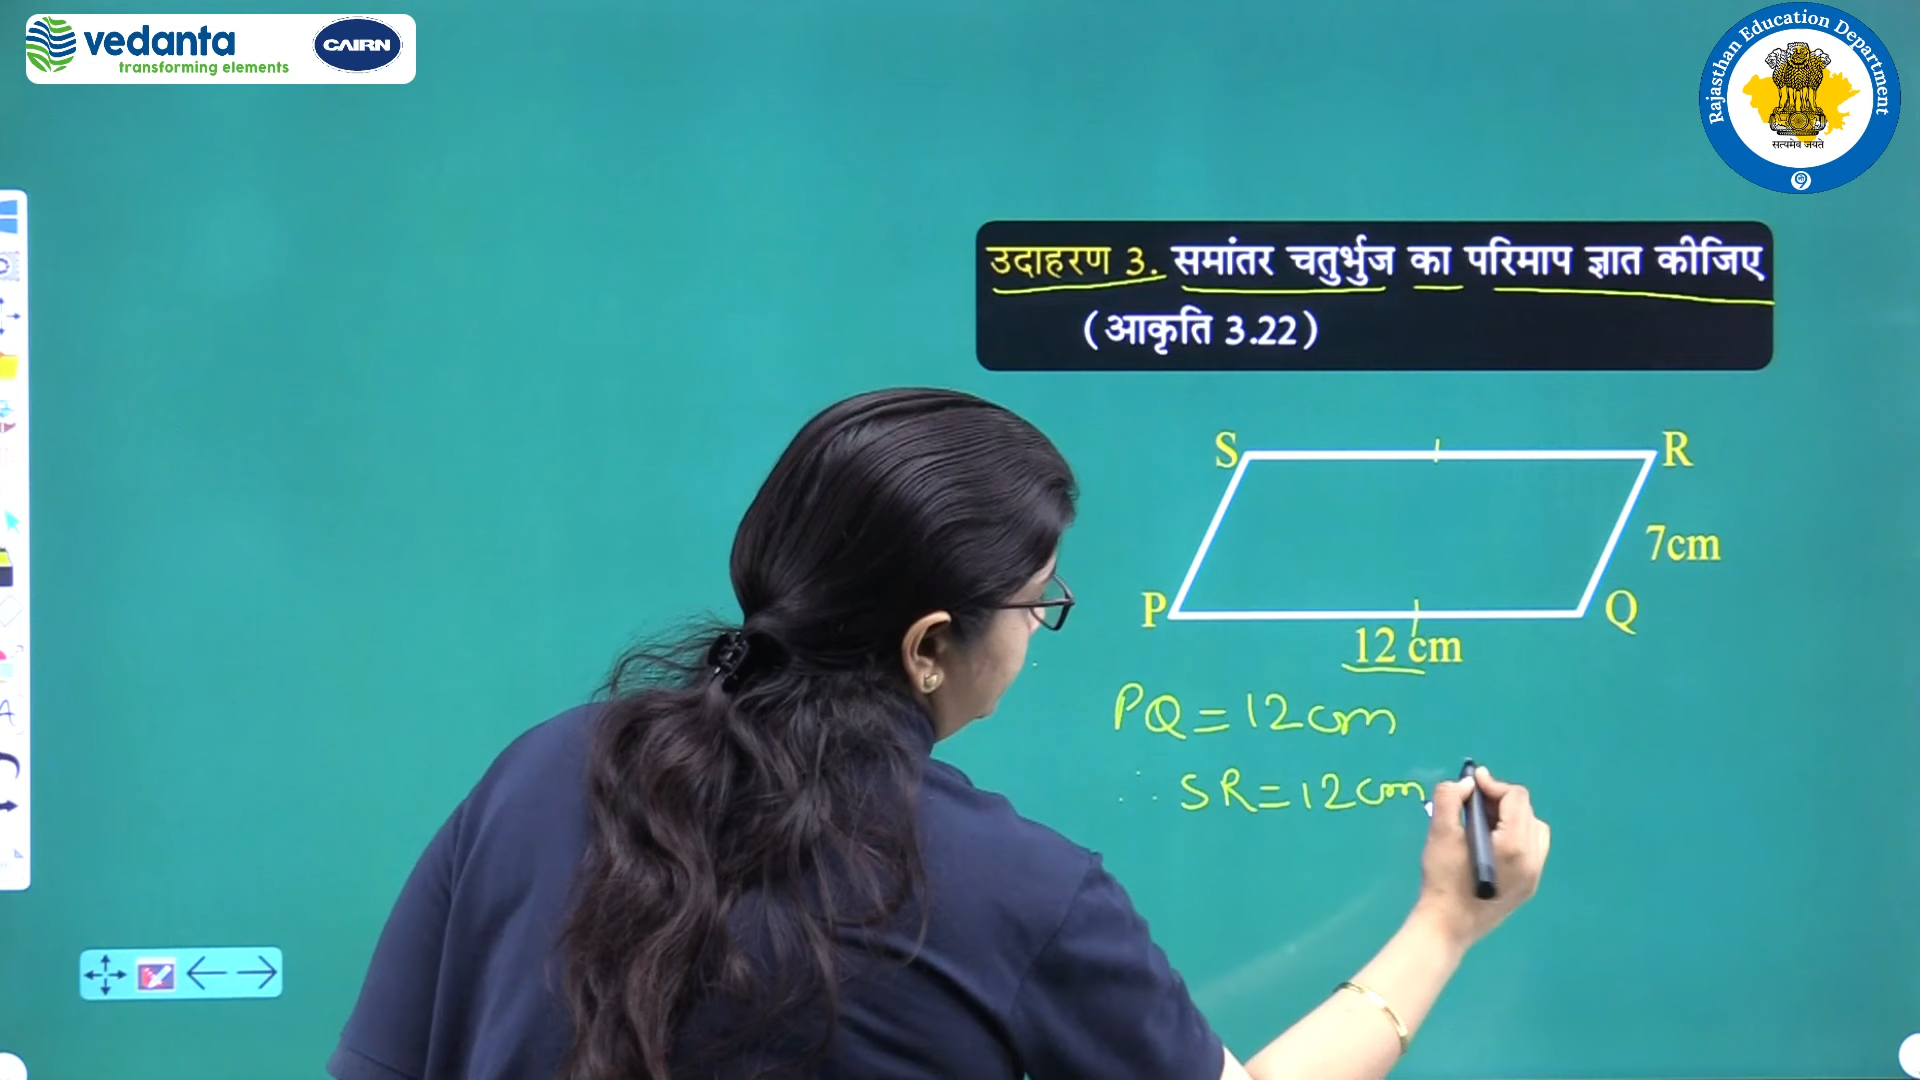 vedanta
transforming elements
CAIRN
Rajasthan Education Department
सत्यमेव जयते
उदाहरण 3. समांतर चतुर्भुज का परिमाप ज्ञात कीजिए
(आकृति 3.22)
S
R
7cm
P
Q
12 cm
PQ = 12cm
∴ SR = 12cm